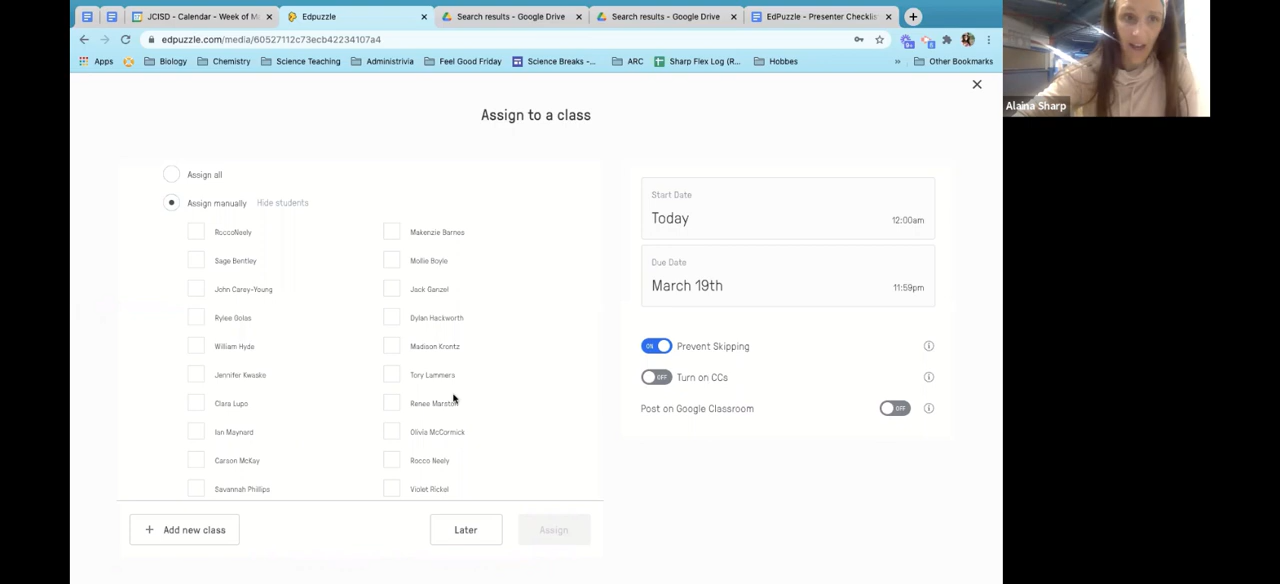 JCISD - Calendar - Week of M
Edpuzzle
Search results - Google Drive
Search results - Google Drive
EdPuzzle - Presenter Checklis
edpuzzle.com/media/60527112c73ecb42234107a4
Apps
Biology
Chemistry
Science Teaching
Administrivia
Feel Good Friday
Science Breaks -...
ARC
Sharp Flex Log (R...
Hobbes
»
Other Bookmarks
Alaina Sharp
Assign to a class
Assign all
Assign manually Hide students
RoccoNeely
Makenzie Barnes
Sage Bentley
Mollie Boyle
John Carey-Young
Jack Ganzel
Rylee Golas
Dylan Hackworth
William Hyde
Madison Krontz
Jennifer Kwaske
Tory Lammers
Clara Lupo
Renee Marston
Ian Maynard
Olivia McCormick
Carson McKay
Rocco Neely
Savannah Phillips
Violet Rickel
+ Add new class
Later
Assign
Start Date
Today 12:00am
Due Date
March 19th 11:59pm
ON Prevent Skipping
OFF Turn on CCs
Post on Google Classroom OFF